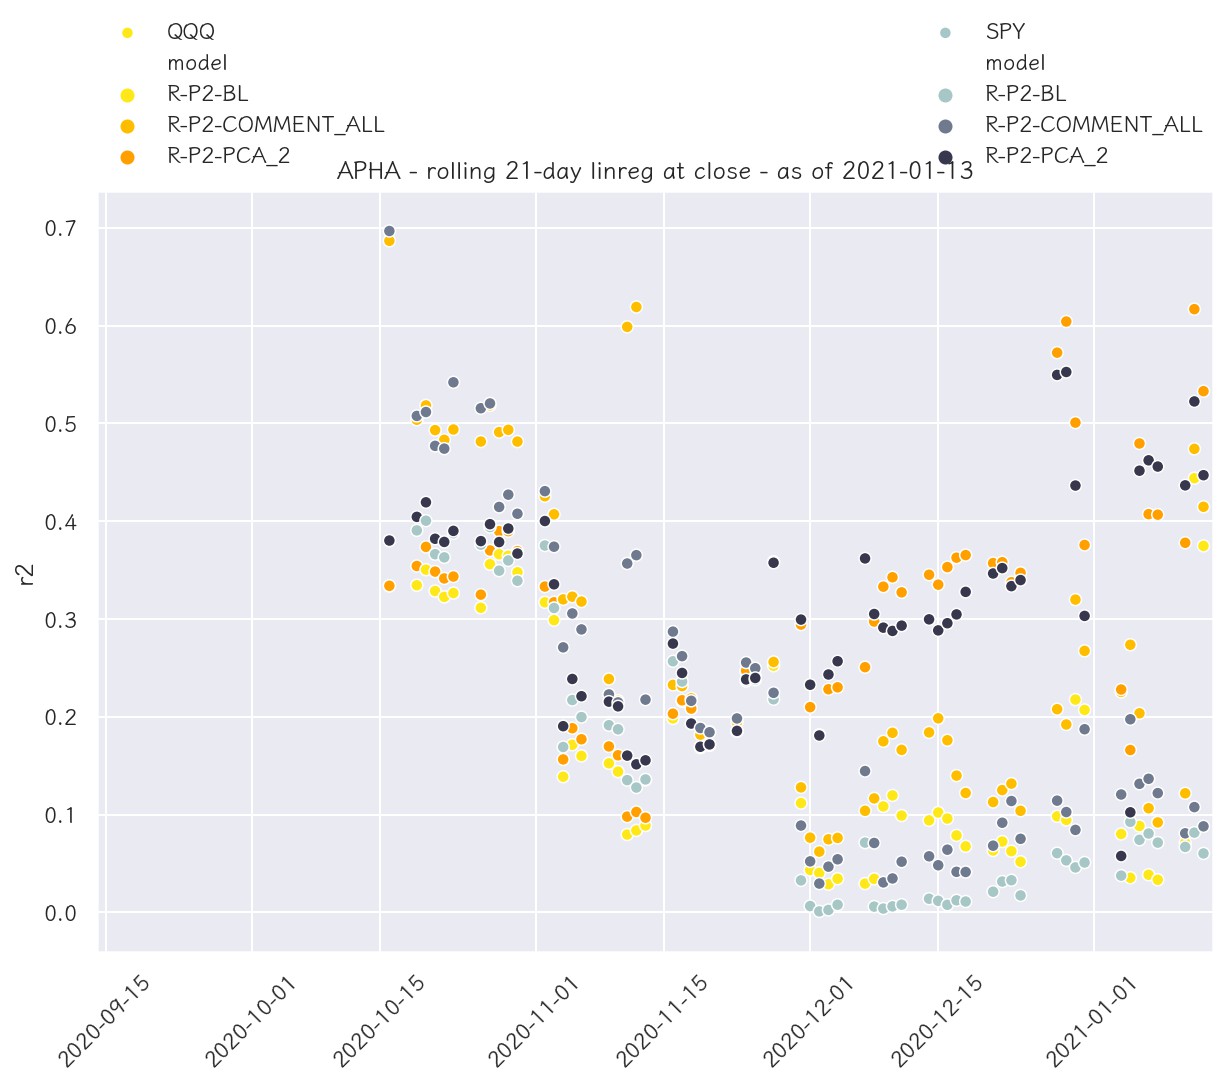 QQQ
model
R-P2-BL
R-P2-COMMENT_ALL
R-P2-PCA_2
SPY
model
R-P2-BL
R-P2-COMMENT_ALL
R-P2-PCA_2
APHA - rolling 21-day linreg at close - as of 2021-01-13
0.7
0.6
0.5
0.4
0.3
0.2
0.1
0.0
r2
2020-09-15
2020-10-01
2020-10-15
2020-11-01
2020-11-15
2020-12-01
2020-12-15
2021-01-01